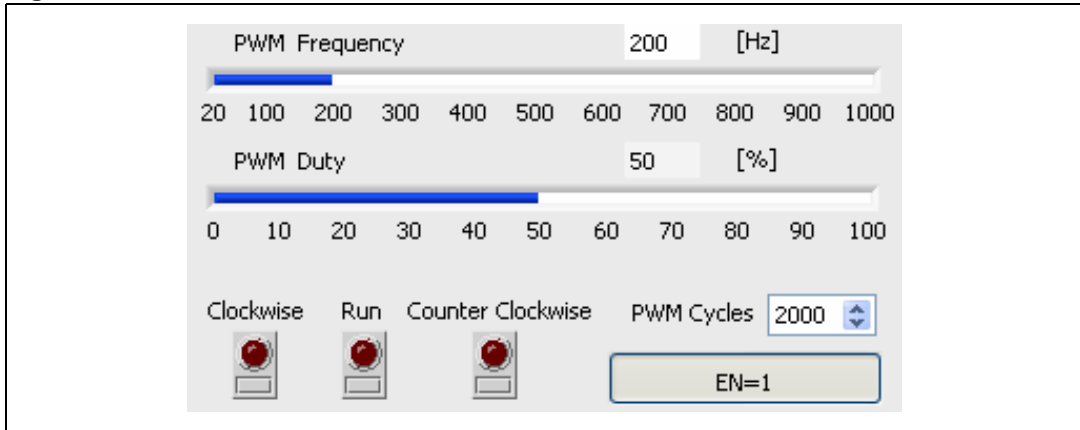 PWM Frequency 200 [Hz]
20 100 200 300 400 500 600 700 800 900 1000
PWM Duty 50 [%]
0 10 20 30 40 50 60 70 80 90 100
Clockwise Run Counter Clockwise PWM Cycles 2000
EN=1